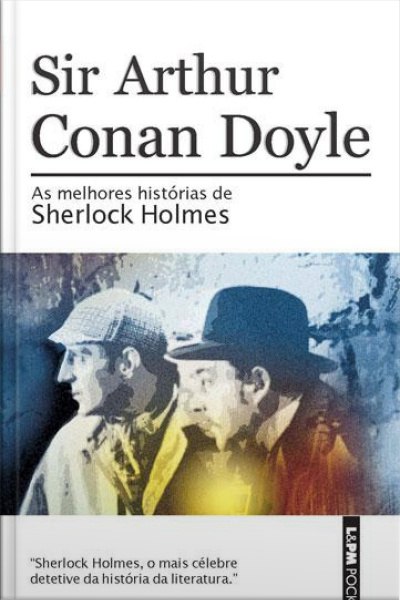 Sir Arthur
Conan Doyle
As melhores histórias de
Sherlock Holmes
"Sherlock Holmes, o mais célebre
detetive da história da literatura."
L&PM POCK